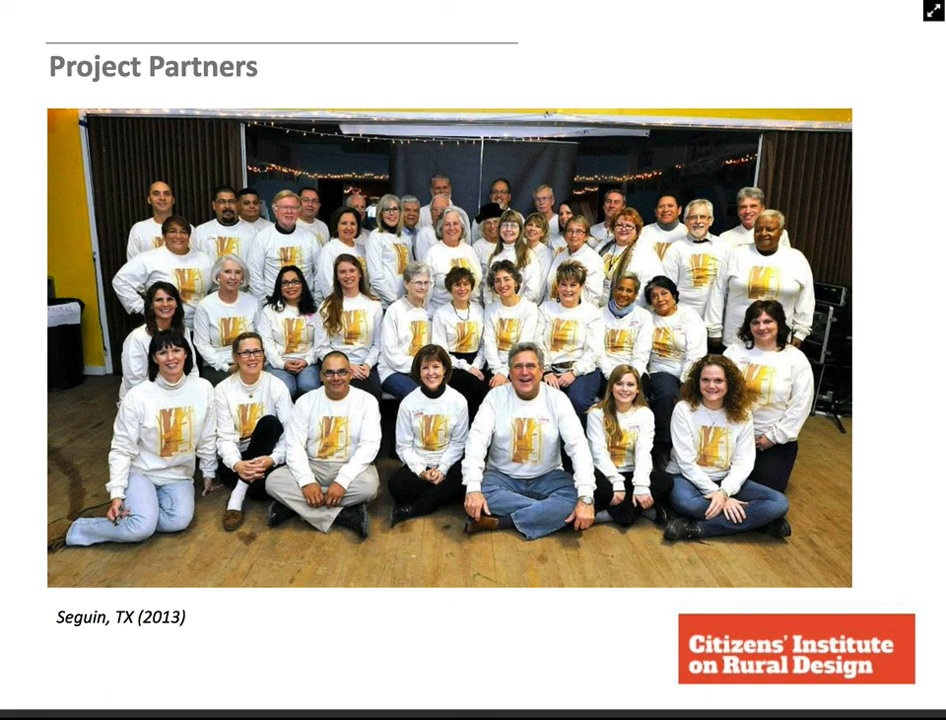 Project Partners
Seguin, TX (2013)
Citizens' Institute
on Rural Design